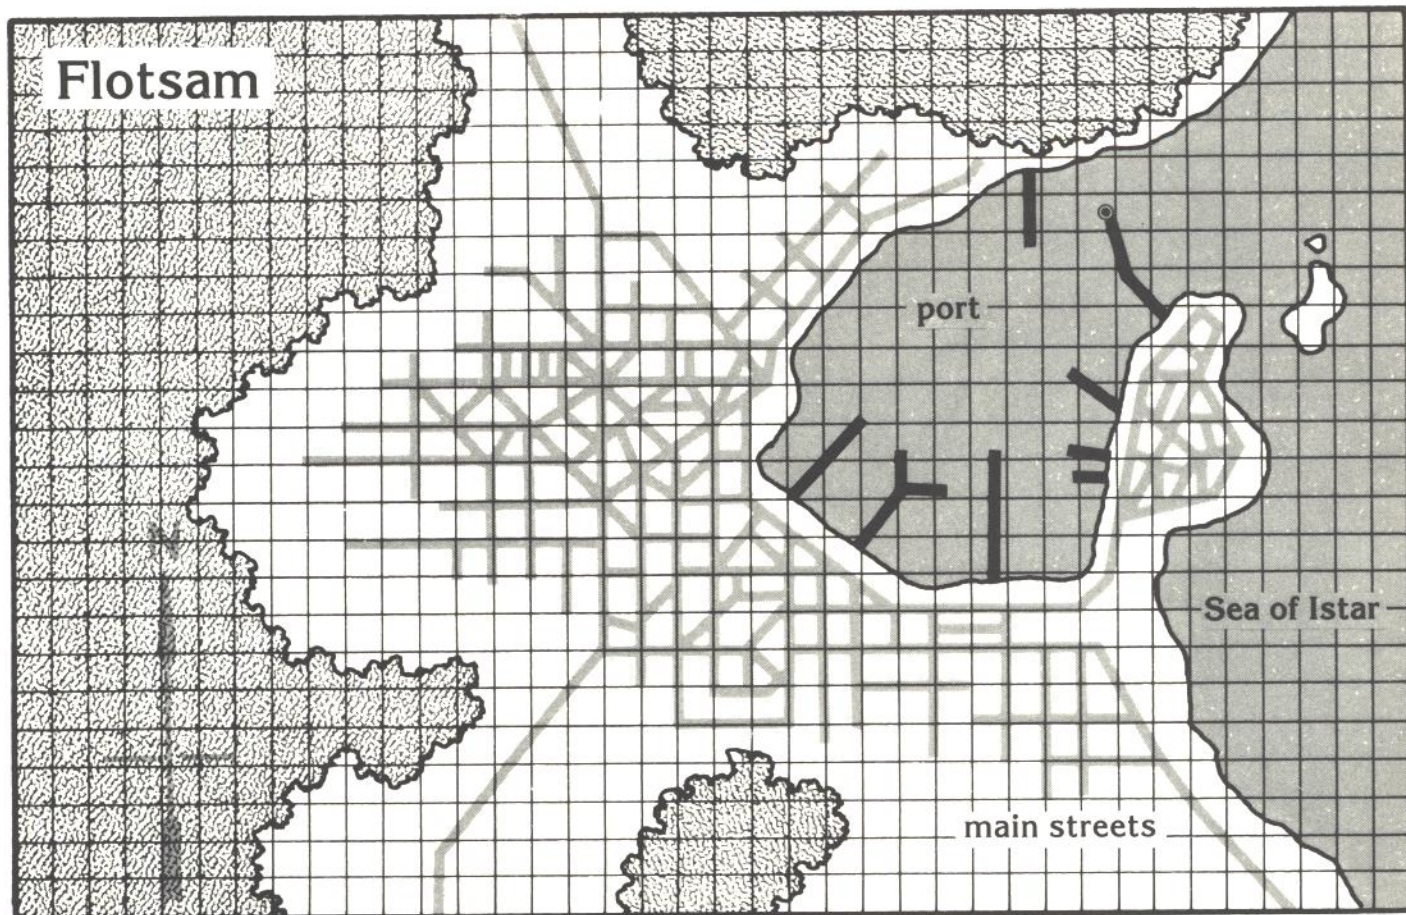 Flotsam
port
Sea of Istar
main streets
N